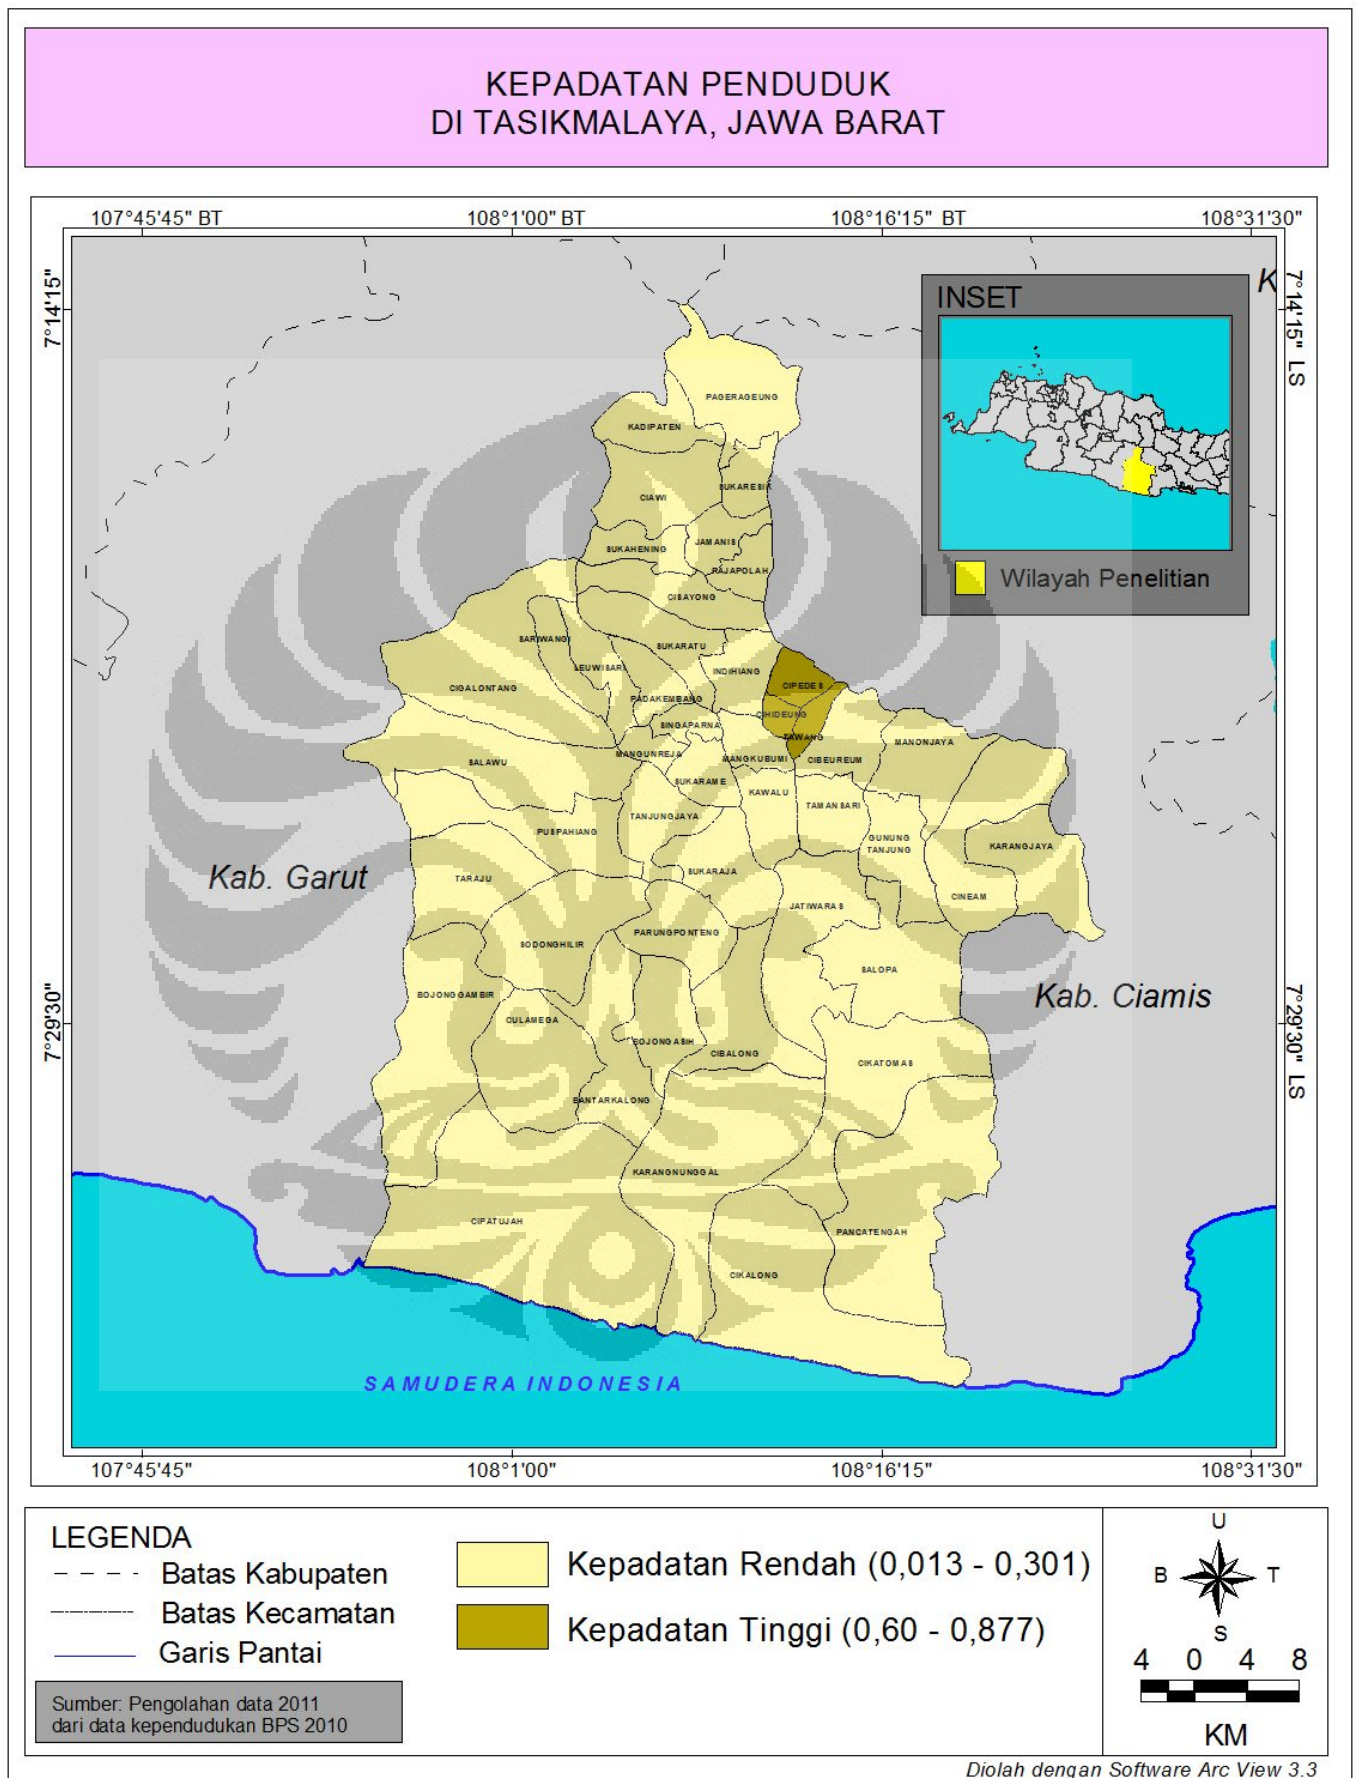 KEPADATAN PENDUDUK
DI TASIKMALAYA, JAWA BARAT
107°45'45" BT
108°1'00" BT
108°16'15" BT
108°31'30"
7°14'15"
7°14'15" LS
K
INSET
Wilayah Penelitian
PAGERAGEUNG
KADIPATEN
SUKARESIK
CIAWI
JAMANIS
SUKAHENING
RAJAPOLAH
CIBAYONG
SARIWANGI
SUKARATU
LEUWISARI
INDIHIANG
CIGALONTANG
CIPEDES
PADAKEMBANG
CIHIDEUNG
SINGAPARNA
TAWANG
MANONJAYA
MANGUNREJA
SALAWU
MANGKUBUMI
CIBEUREUM
SUKARAME
KAWALU
TAMANSARI
TANJUNGJAYA
PUSPAHIANG
GUNUNG
TANJUNG
KARANGJAYA
Kab. Garut
TARAJU
SUKARAJA
CINEAM
JATIWARAS
PARUNGPONTENG
SODONGHILIR
SALOPA
BOJONGGAMBIR
Kab. Ciamis
7°29'30"
7°29'30" LS
CULAMEGA
BOJONGASIH
CIBALONG
CIKATOMAS
BANTARKALONG
KARANGNUNGGAL
CIPATUJAH
PANCATENGAH
CIKALONG
SAMUDERA INDONESIA
107°45'45"
108°1'00"
108°16'15"
108°31'30"
LEGENDA
Batas Kabupaten
Batas Kecamatan
Garis Pantai
Kepadatan Rendah (0,013 - 0,301)
Kepadatan Tinggi (0,60 - 0,877)
Sumber: Pengolahan data 2011
dari data kependudukan BPS 2010
U
B
T
S
4 0 4 8
KM
Diolah dengan Software Arc View 3.3